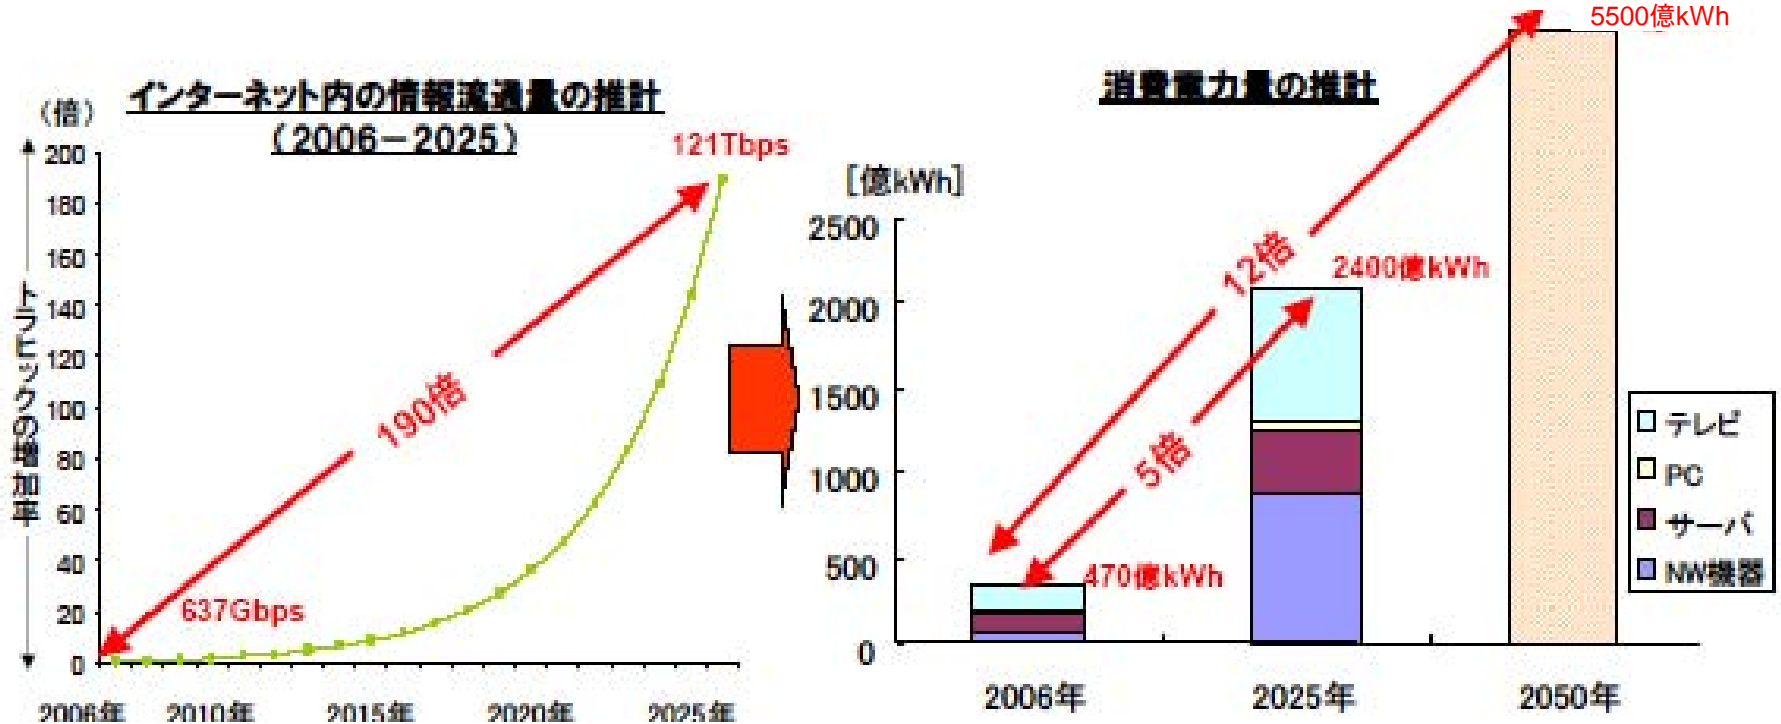 インターネット内の情報流通量の推計
(2006－2025)
(倍)
トラヒックの増加率
200
180
160
140
120
100
80
60
40
20
0
121Tbps
190倍
637Gbps
2006年
2010年
2015年
2020年
2025年
消費電力量の推計
[億kWh]
2500
2000
1500
1000
500
0
5500億kWh
12倍
2400億kWh
5倍
470億kWh
2006年
2025年
2050年
テレビ
PC
サーバ
NW機器